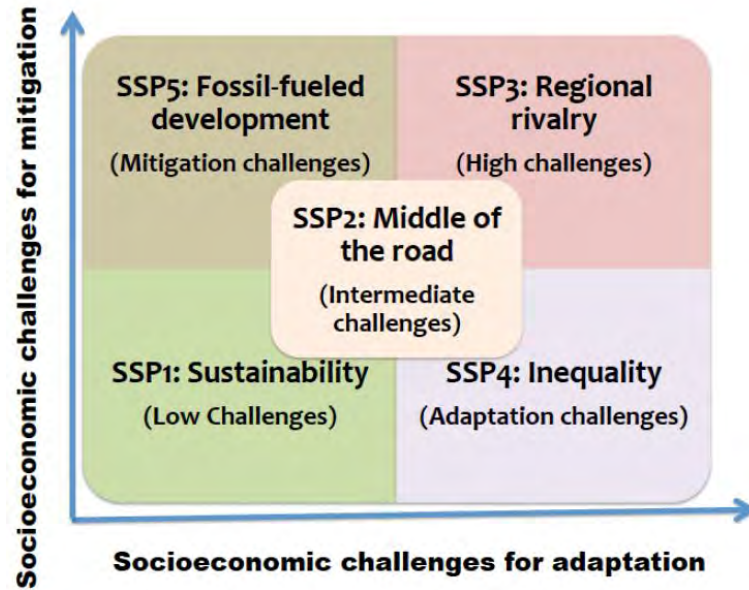 Socioeconomic challenges for mitigation
SSP5: Fossil-fueled
development
(Mitigation challenges)
SSP3: Regional
rivalry
(High challenges)
SSP2: Middle of
the road
(Intermediate
challenges)
SSP1: Sustainability
(Low Challenges)
SSP4: Inequality
(Adaptation challenges)
Socioeconomic challenges for adaptation